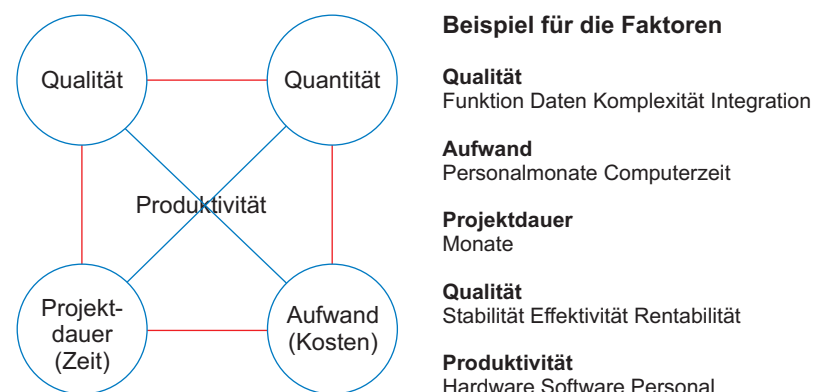 Qualität
Quantität
Produktivität
Projekt-
dauer
(Zeit)
Aufwand
(Kosten)
Beispiel für die Faktoren
Qualität
Funktion Daten Komplexität Integration
Aufwand
Personalmonate Computerzeit
Projektdauer
Monate
Qualität
Stabilität Effektivität Rentabilität
Produktivität
Hardware Software Personal